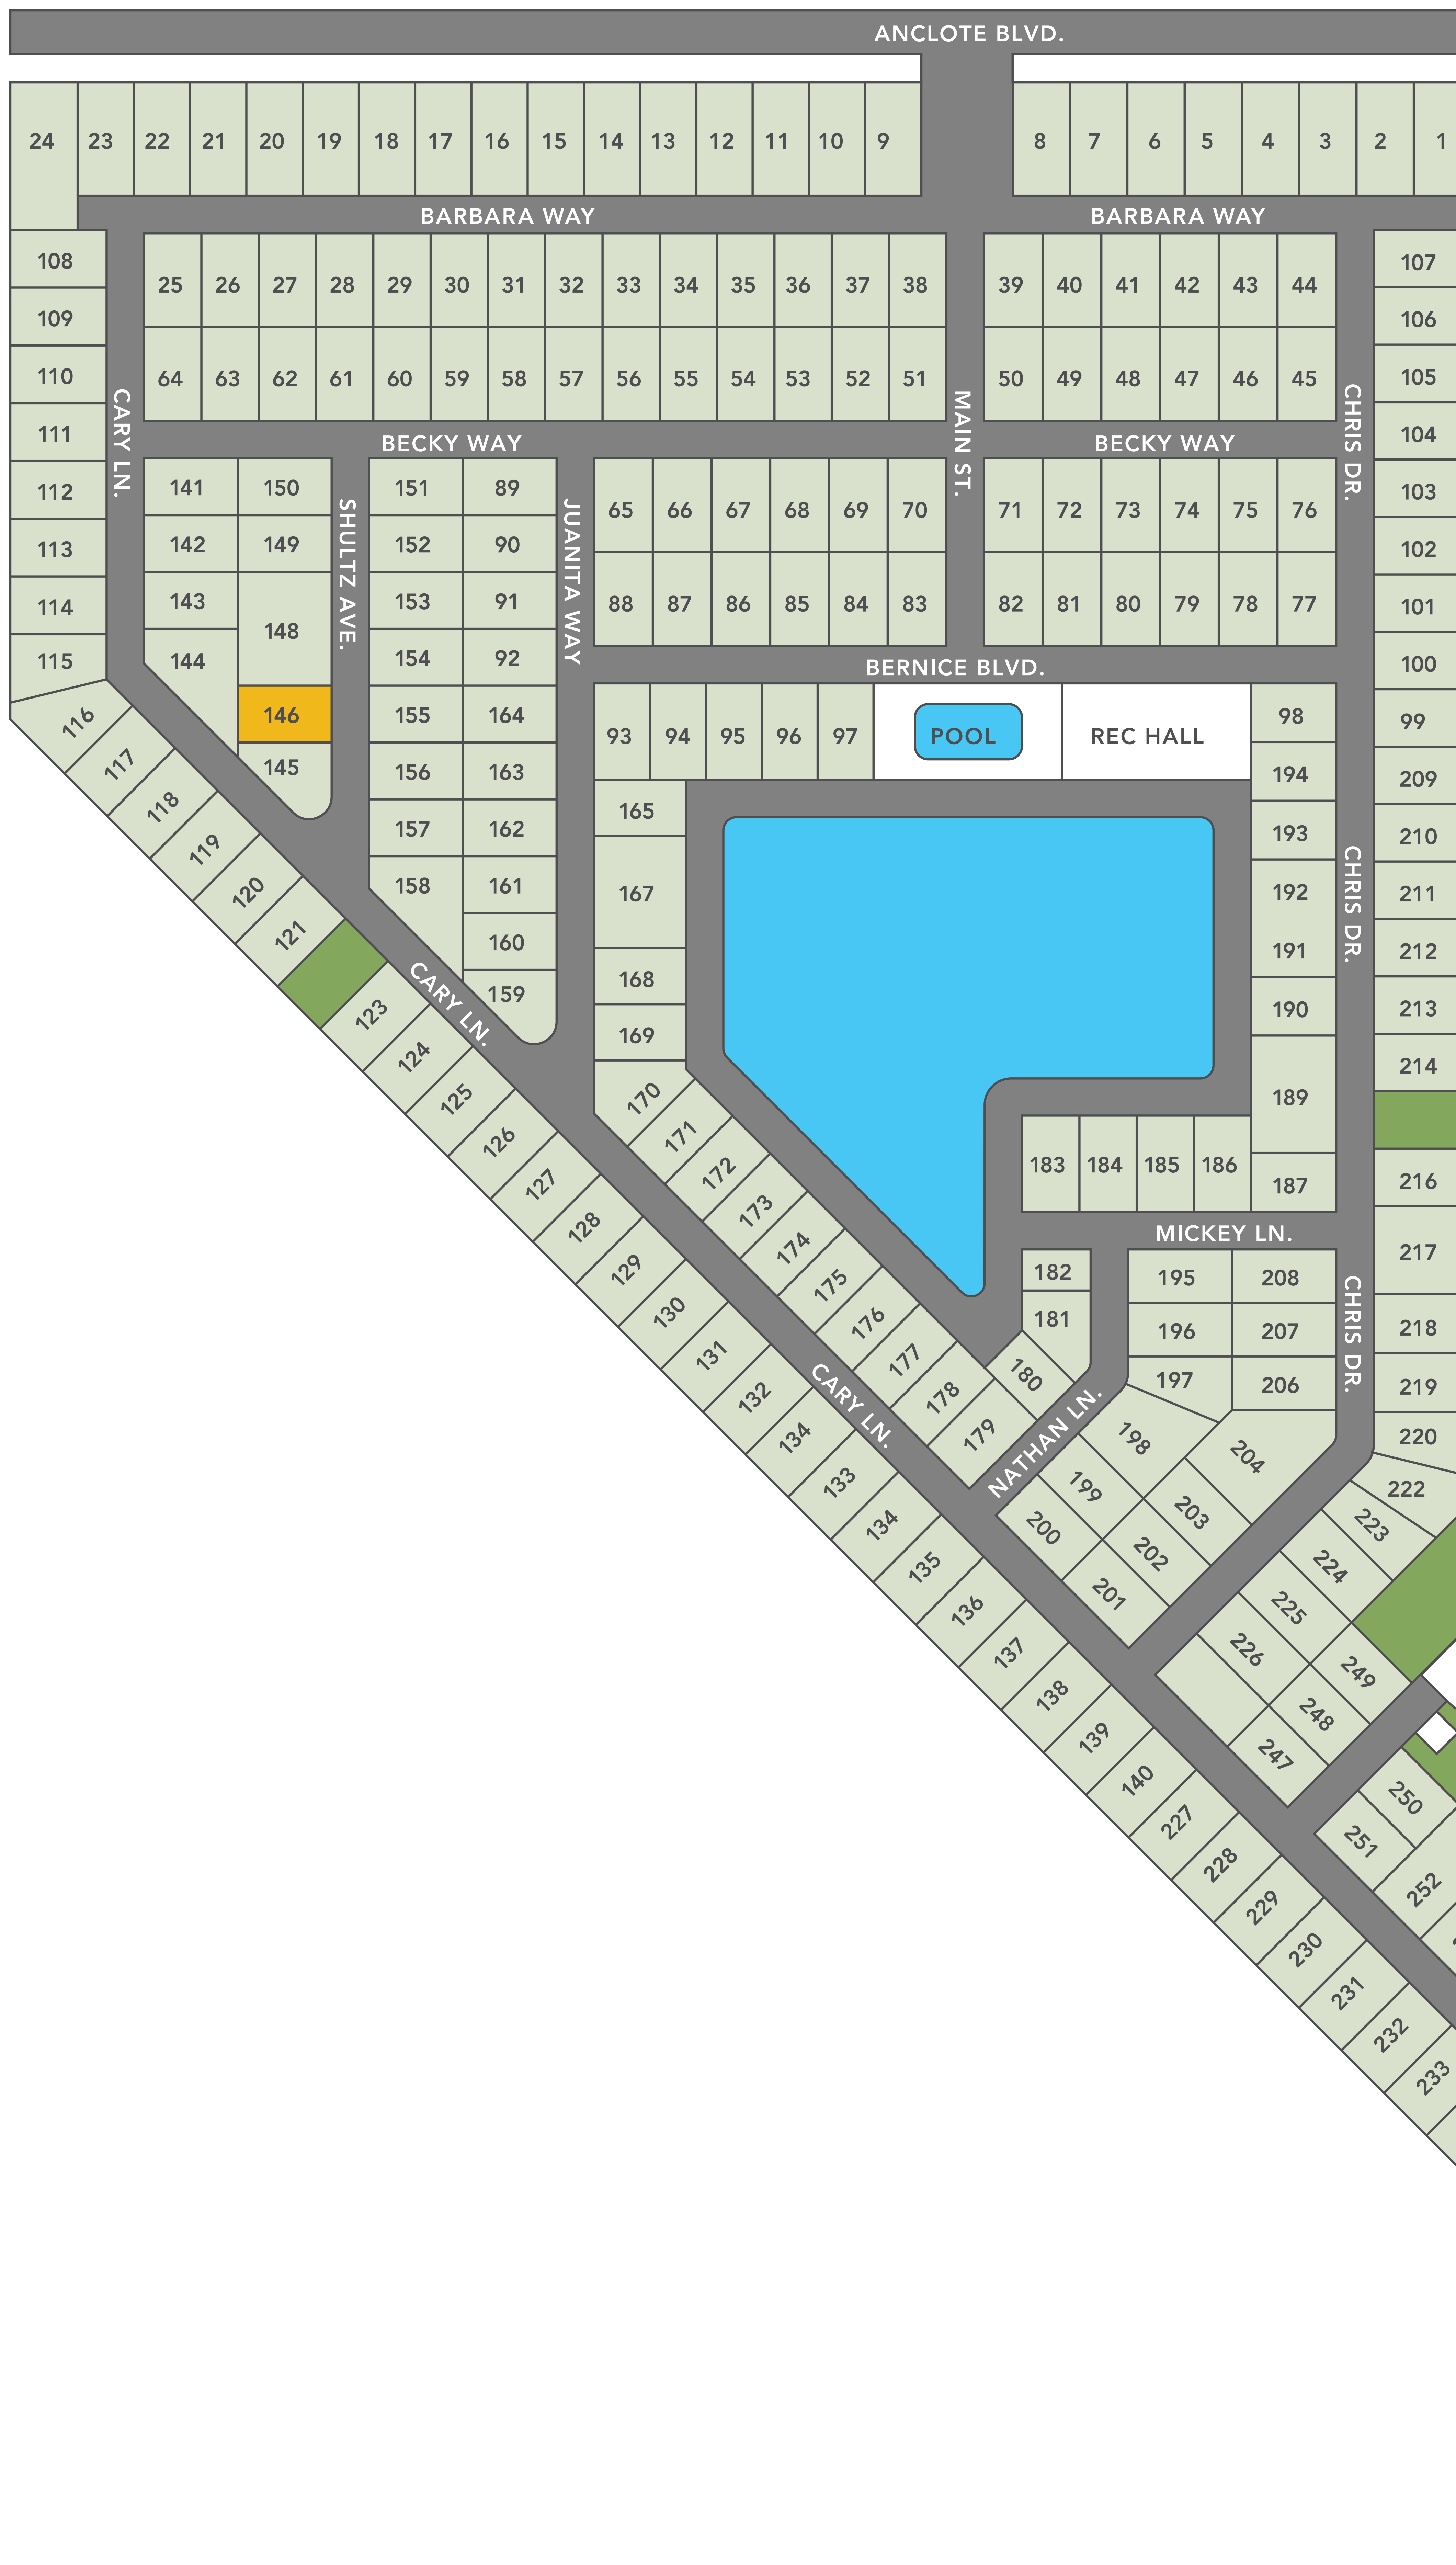 ANCLOTE BLVD.
24 23 22 21 20 19 18 17 16 15 14 13 12 11 10 9 8 7 6 5 4 3 2 1
BARBARA WAY BARBARA WAY
108 25 26 27 28 29 30 31 32 33 34 35 36 37 38 39 40 41 42 43 44 107
109 106
110 64 63 62 61 60 59 58 57 56 55 54 53 52 51 50 49 48 47 46 45 105
CARY LN.
MAIN ST.
CHRIS DR.
111 BECKY WAY BECKY WAY 104
112 141 150 151 89 65 66 67 68 69 70 71 72 73 74 75 76 103
SHULTZ AVE.
JUANITA WAY
113 142 149 152 90 102
114 143 148 153 91 88 87 86 85 84 83 82 81 80 79 78 77 101
115 144 154 92 BERNICE BLVD. 100
116 146 155 164 93 94 95 96 97 POOL REC HALL 98 99
117 145 156 163 194 209
118 157 162 165 193 210
119 158 161 167 192 211
CHRIS DR.
120 160 191 212
121 159 168 190 213
CARY LN.
123 169 214
124 170 189
125 171 183 184 185 186 187 216
126 172
127 173 MICKEY LN. 217
128 174 182 195 208
129 175 181 196 207 218
CHRIS DR.
130 176 180 197 206 219
131 177 198 204 220
132 178 199 203 222
CARY LN.
NATHAN LN.
134 179 200 202 223
133 201 224
134 225
135 226 249
136 248
137 247
138 250
139 251
140 252
227
228
229
230
231
232
233